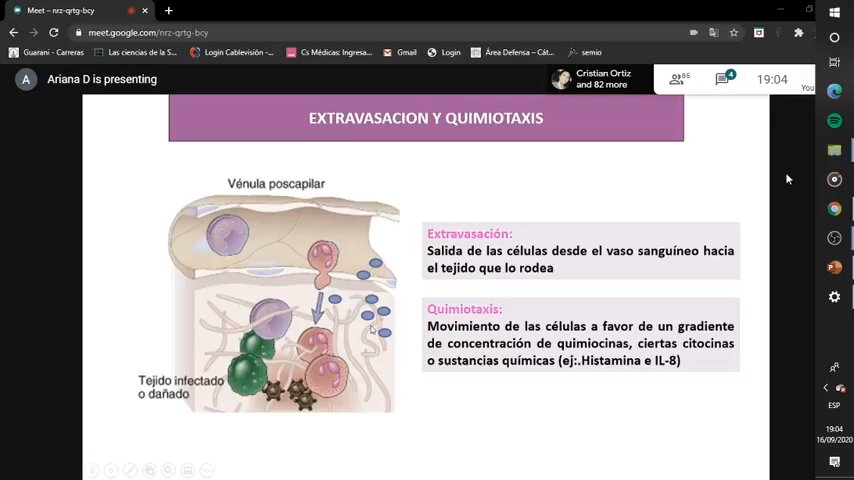 Meet – nrz-qrtg-bcy
meet.google.com/nrz-qrtg-bcy
Guarani - Carreras
Las ciencias de la S...
Login Cablevisión...
Cs Médicas: Ingresa...
Gmail
Login
Área Defensa – Cát...
semio
A
Ariana D is presenting
Cristian Ortiz
and 82 more
85
4
19:04
You
EXTRAVASACION Y QUIMIOTAXIS
Vénula poscapilar
Tejido infectado
o dañado
Extravasación:
Salida de las células desde el vaso sanguíneo hacia
el tejido que lo rodea
Quimiotaxis:
Movimiento de las células a favor de un gradiente
de concentración de quimiocinas, ciertas citocinas
o sustancias químicas (ej:.Histamina e IL-8)
ESP
19:04
16/09/2020